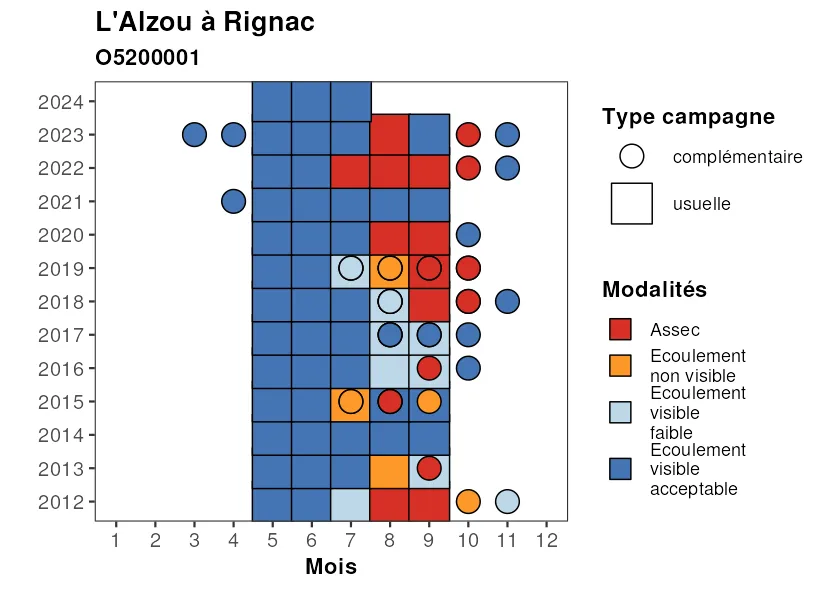 L'Alzou à Rignac
O5200001
2024
2023
2022
2021
2020
2019
2018
2017
2016
2015
2014
2013
2012
1 2 3 4 5 6 7 8 9 10 11 12
Mois
Type campagne
complémentaire
usuelle
Modalités
Assec
Ecoulement
non visible
Ecoulement
visible
faible
Ecoulement
visible
acceptable